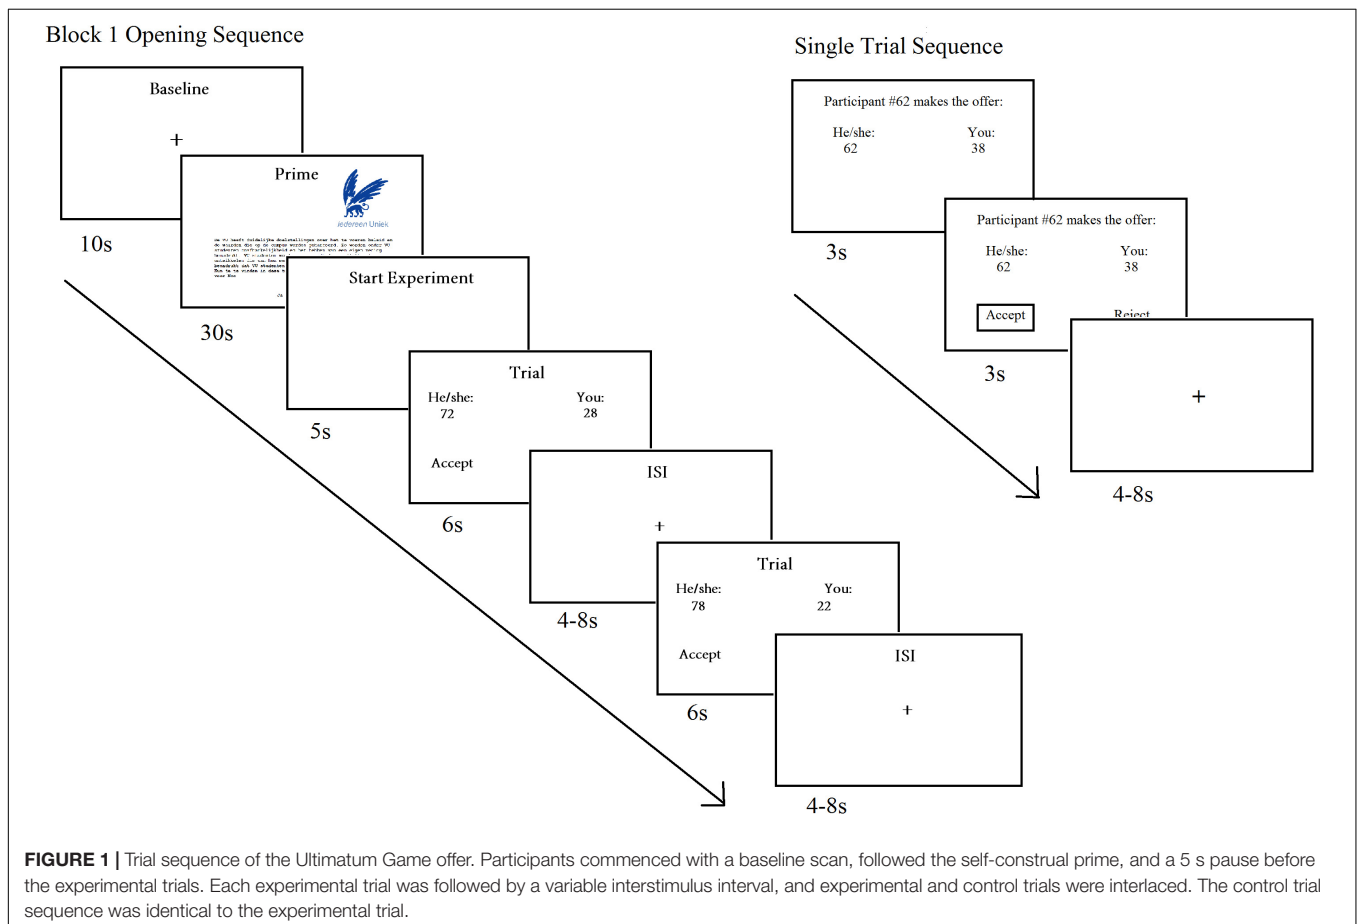 Block 1 Opening Sequence
Baseline
+
10s
Prime
Iedereen Uniek
30s
Start Experiment
5s
Trial
He/she:
You:
72
28
Accept
6s
ISI
+
4-8s
Trial
He/she:
You:
78
22
Accept
6s
ISI
+
4-8s
Single Trial Sequence
Participant #62 makes the offer:
He/she:
You:
62
38
3s
Participant #62 makes the offer:
He/she:
You:
62
38
Accept
Reject
3s
+
4-8s
FIGURE 1 | Trial sequence of the Ultimatum Game offer. Participants commenced with a baseline scan, followed the self-construal prime, and a 5 s pause before
the experimental trials. Each experimental trial was followed by a variable interstimulus interval, and experimental and control trials were interlaced. The control trial
sequence was identical to the experimental trial.